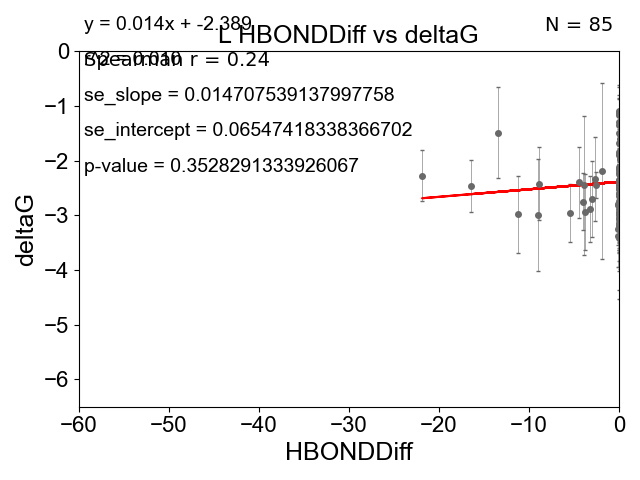 y = 0.014x + -2.389
N = 85
L HBONDDiff vs deltaG
Spearman r = 0.24
se_slope = 0.014707539137997758
se_intercept = 0.06547418338366702
p-value = 0.3528291333926067
deltaG
0
−1
−2
−3
−4
−5
−6
−60
−50
−40
−30
−20
−10
0
HBONDDiff